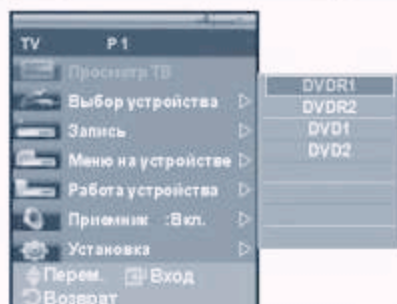 TV P 1
Просмотр ТВ
Выбор устройства
Запись
Меню на устройстве
Работа устройства
Приемник :Вкл.
Установка
Перем. Вход
Возврат
DVDR1
DVDR2
DVD1
DVD2